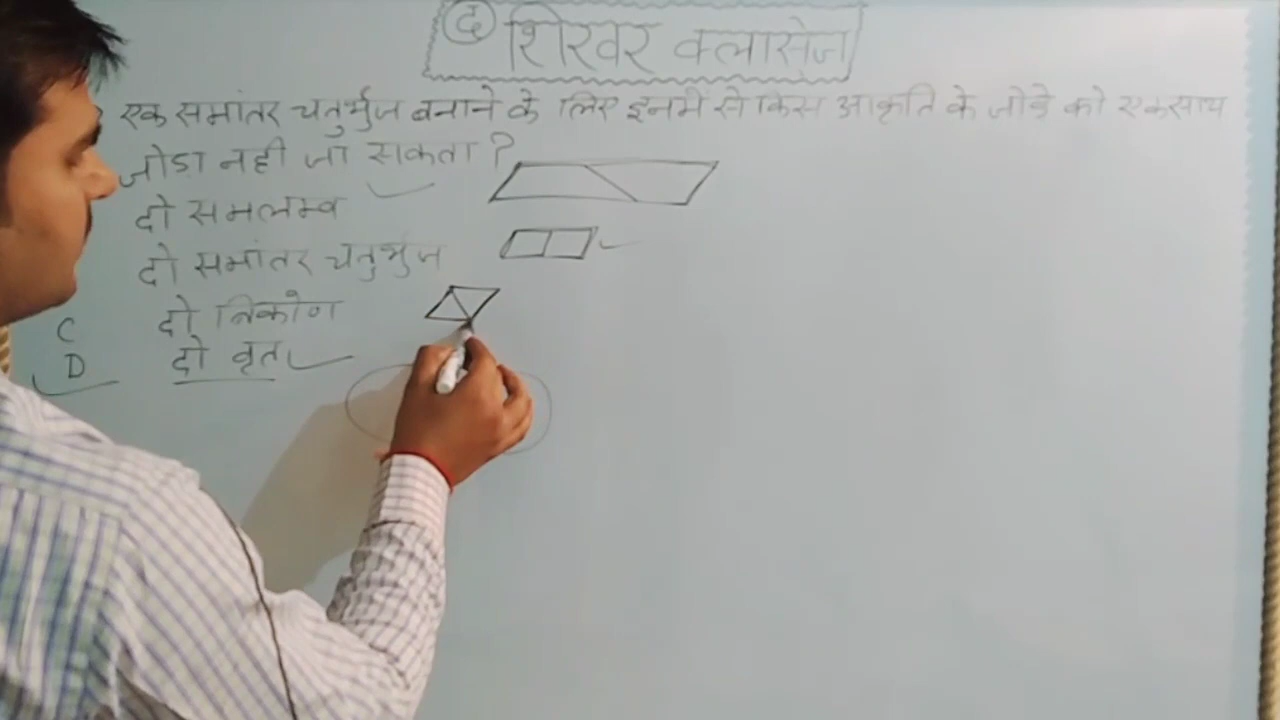 द शिखर क्लासेज
एक समांतर चतुर्भुज बनाने के लिए इनमें से किस आकृति के जोडे को एकसाथ
जोडा नही जा सकता ?
दो समलम्ब
दो समांतर चतुर्भुज
C दो त्रिकोण
D दो वृत